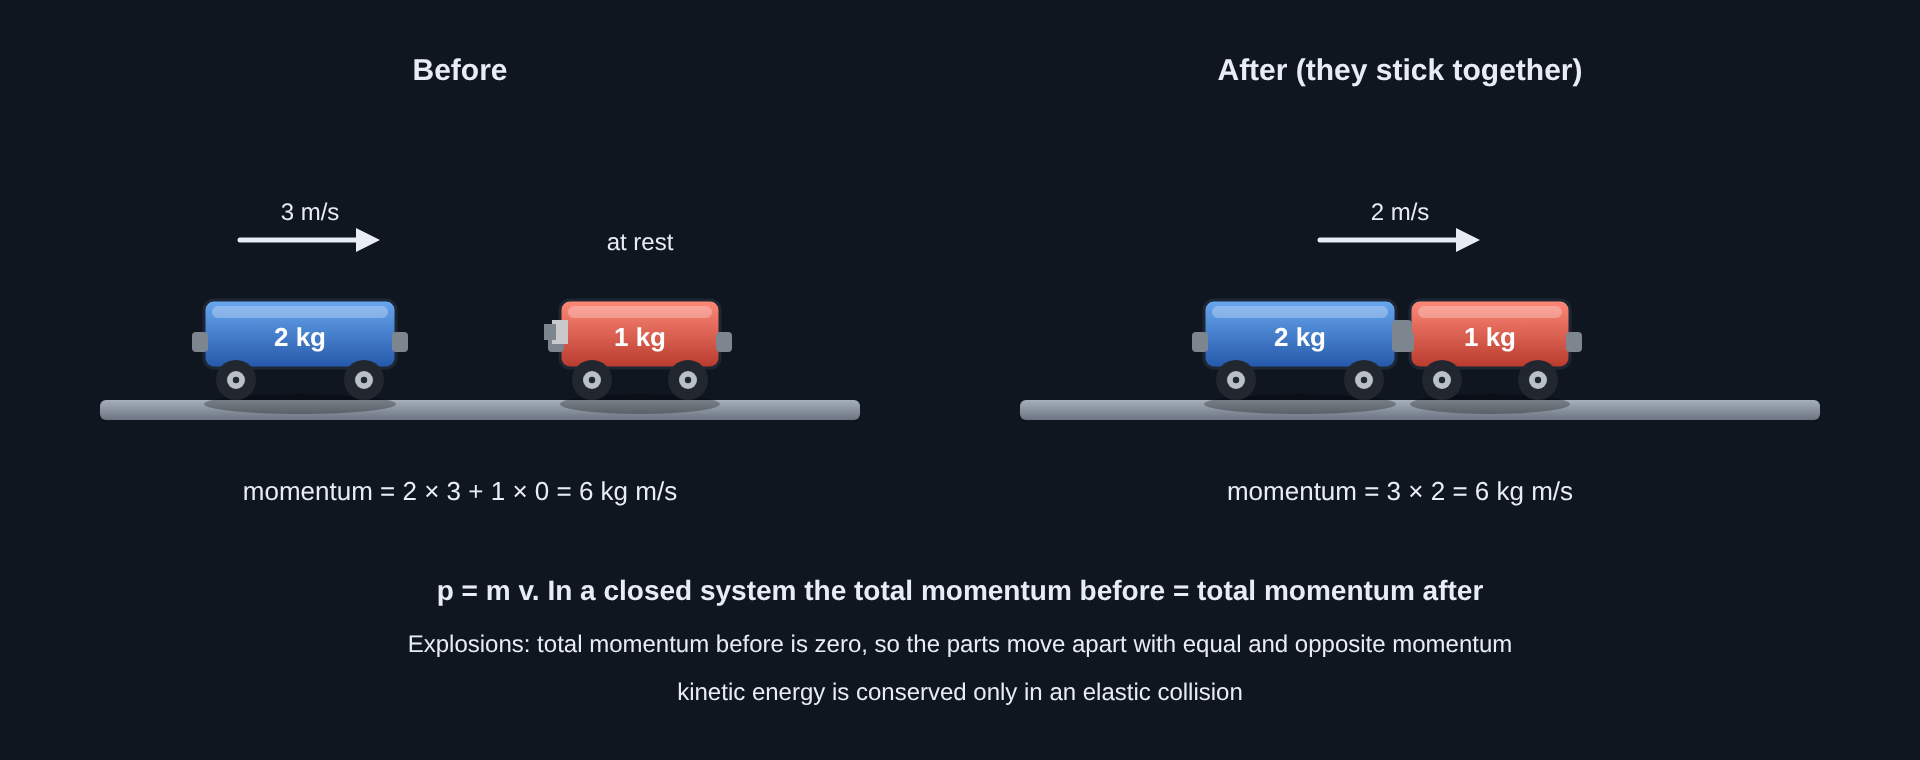 Before
After (they stick together)
3 m/s
at rest
2 m/s
2 kg
1 kg
2 kg
1 kg
momentum = 2 × 3 + 1 × 0 = 6 kg m/s
momentum = 3 × 2 = 6 kg m/s
p = m v. In a closed system the total momentum before = total momentum after
Explosions: total momentum before is zero, so the parts move apart with equal and opposite momentum
kinetic energy is conserved only in an elastic collision